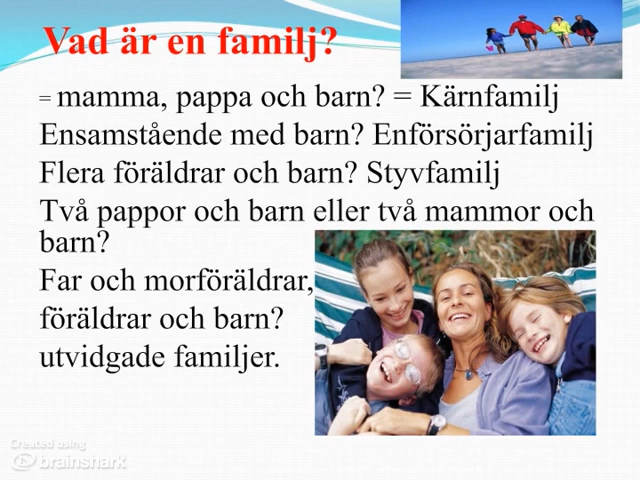 Vad är en familj?
= mamma, pappa och barn? = Kärnfamilj
Ensamstående med barn? Enförsörjarfamilj
Flera föräldrar och barn? Styvfamilj
Två pappor och barn eller två mammor och
barn?
Far och morföräldrar,
föräldrar och barn?
utvidgade familjer.
Created using
brainshark